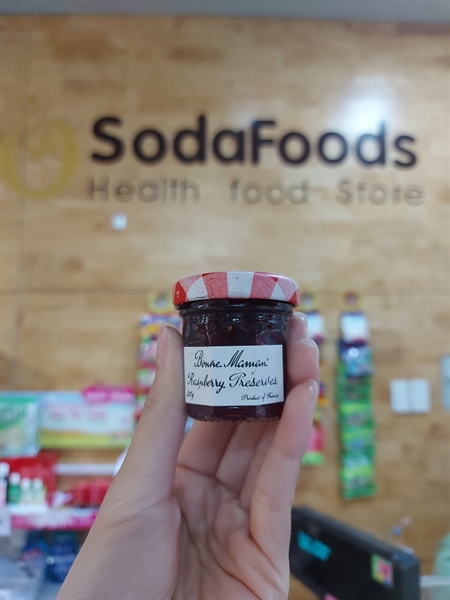 SodaFoods
Health food Store
Bonne Maman
Raspberry Preserves
Product of France